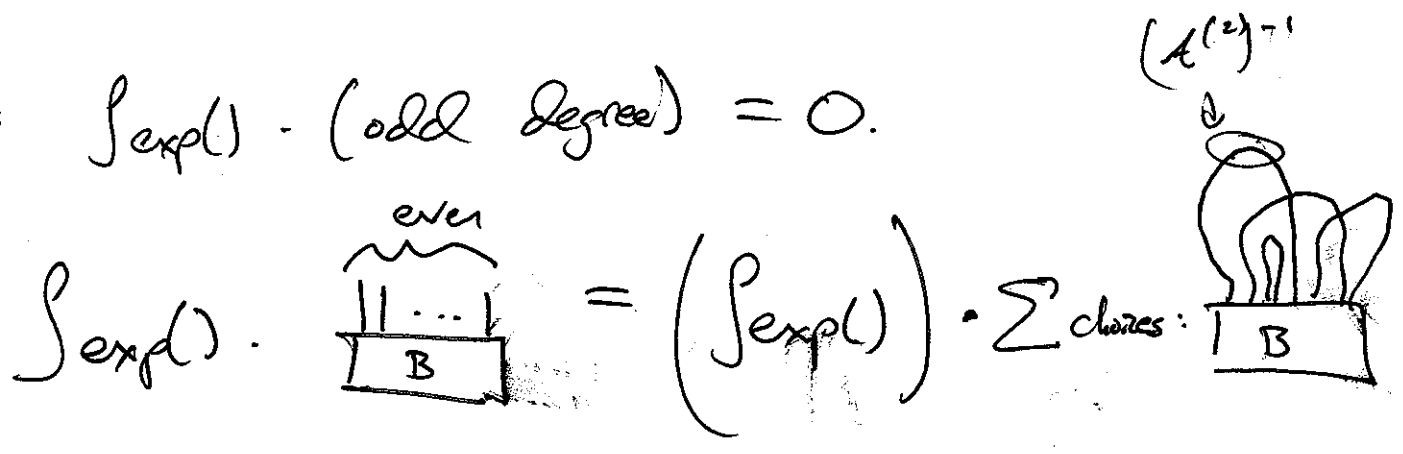 (A^(2))^-1
∫exp() · (odd degree) = 0.
even
∫exp() · B = (∫exp()) · ∑ choices: B